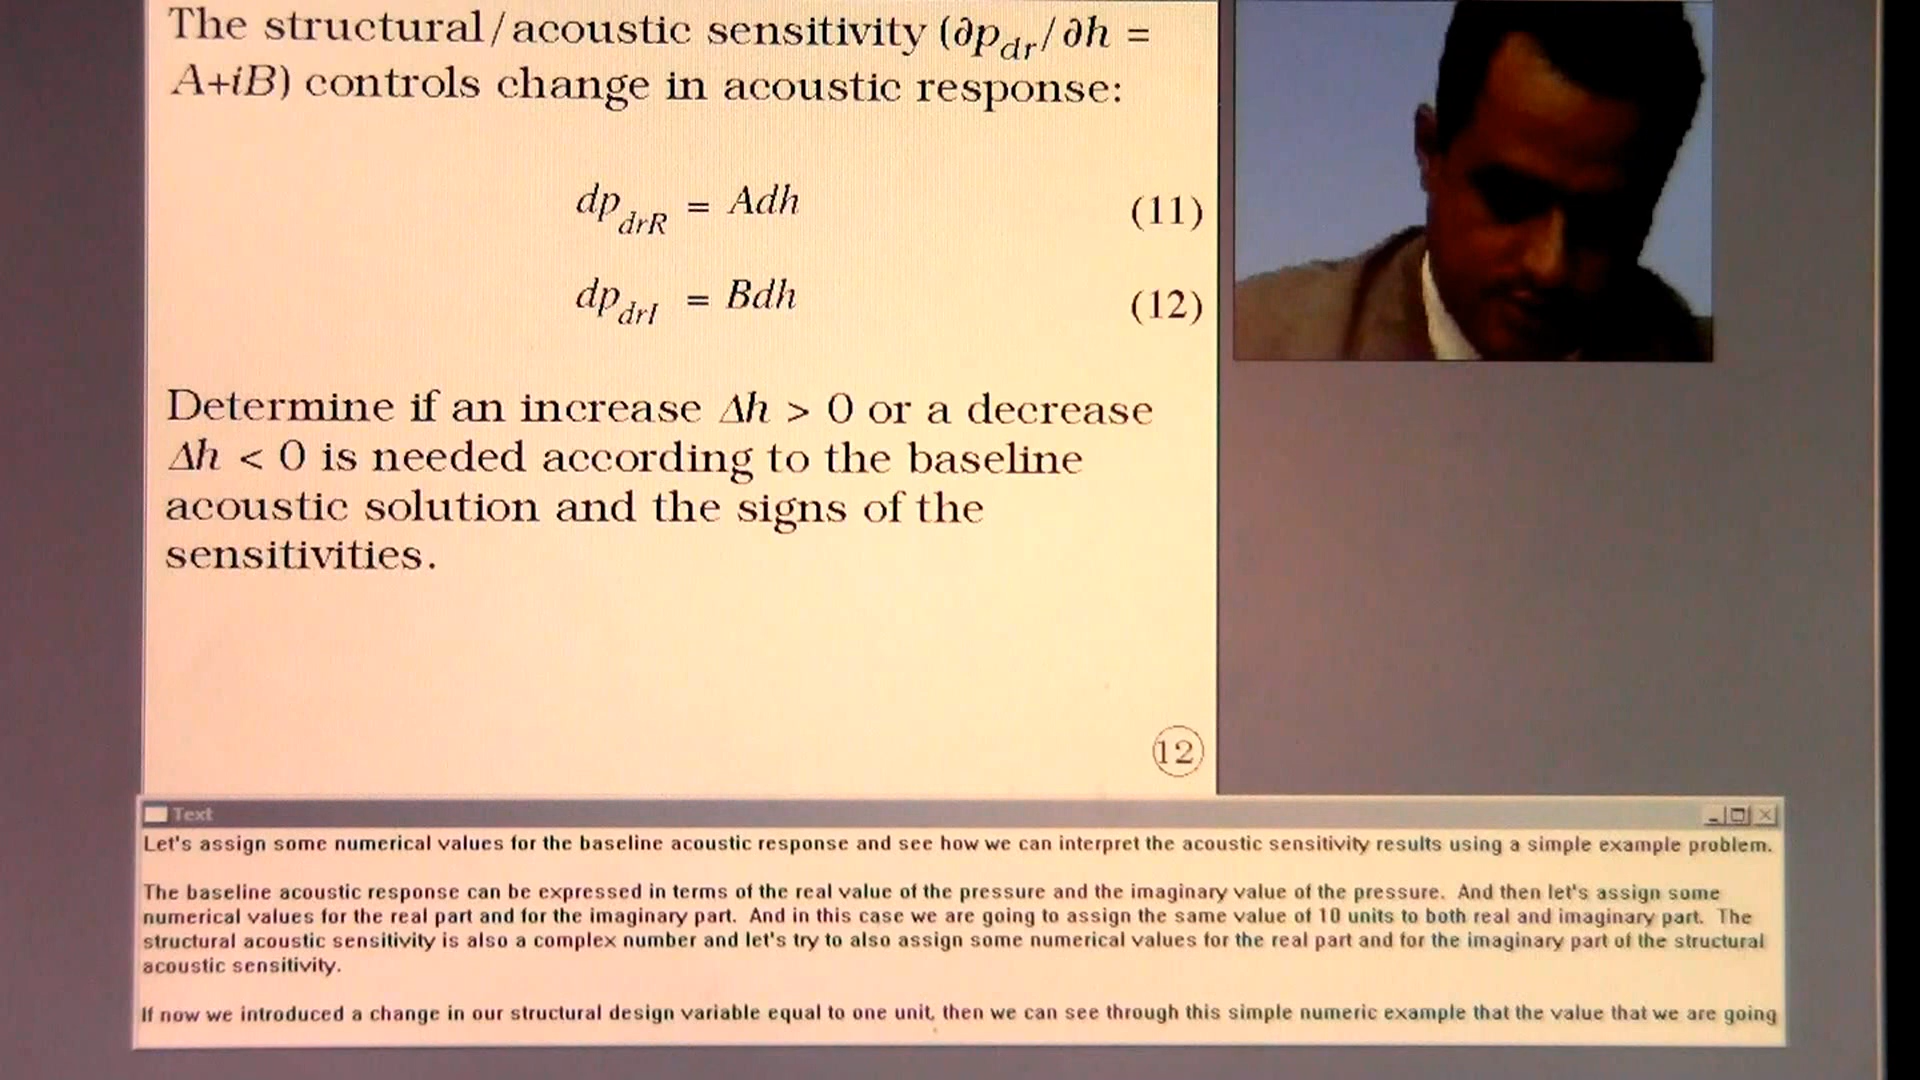 The structural/acoustic sensitivity (∂p_dr/∂h =
A+iB) controls change in acoustic response:
dp_drR = Adh (11)
dp_drI = Bdh (12)
Determine if an increase Δh > 0 or a decrease
Δh < 0 is needed according to the baseline
acoustic solution and the signs of the
sensitivities.
12
Text
Let's assign some numerical values for the baseline acoustic response and see how we can interpret the acoustic sensitivity results using a simple example problem.
The baseline acoustic response can be expressed in terms of the real value of the pressure and the imaginary value of the pressure. And then let's assign some
numerical values for the real part and for the imaginary part. And in this case we are going to assign the same value of 10 units to both real and imaginary part. The
structural acoustic sensitivity is also a complex number and let's try to also assign some numerical values for the real part and for the imaginary part of the structural
acoustic sensitivity.
If now we introduced a change in our structural design variable equal to one unit, then we can see through this simple numeric example that the value that we are going